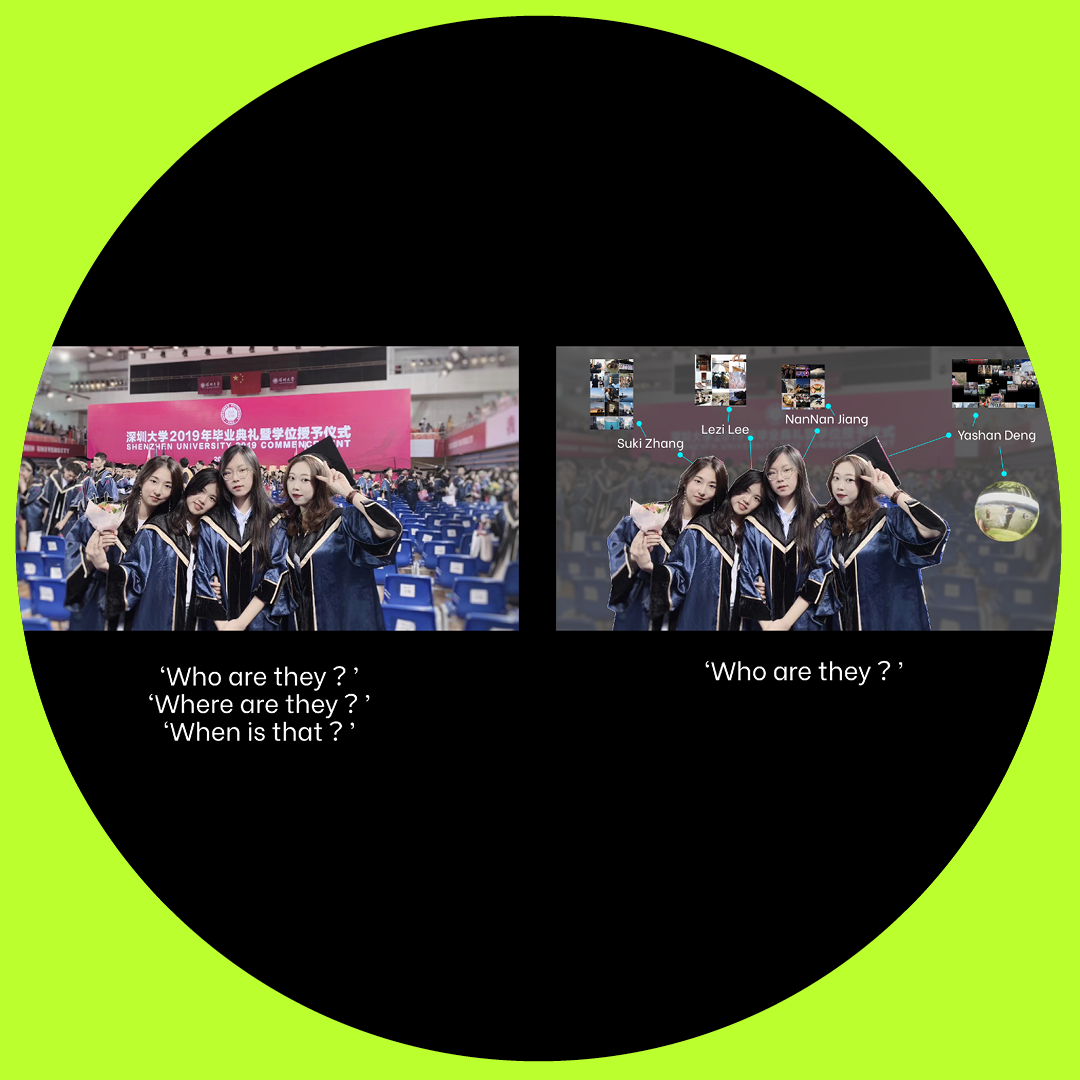 深圳大学2019年毕业典礼暨学位授予仪式
SHENZHEN UNIVERSITY 2019 COMMENCEMENT
‘Who are they？’
‘Where are they？’
‘When is that？’
Suki Zhang
Lezi Lee
NanNan Jiang
Yashan Deng
‘Who are they？’